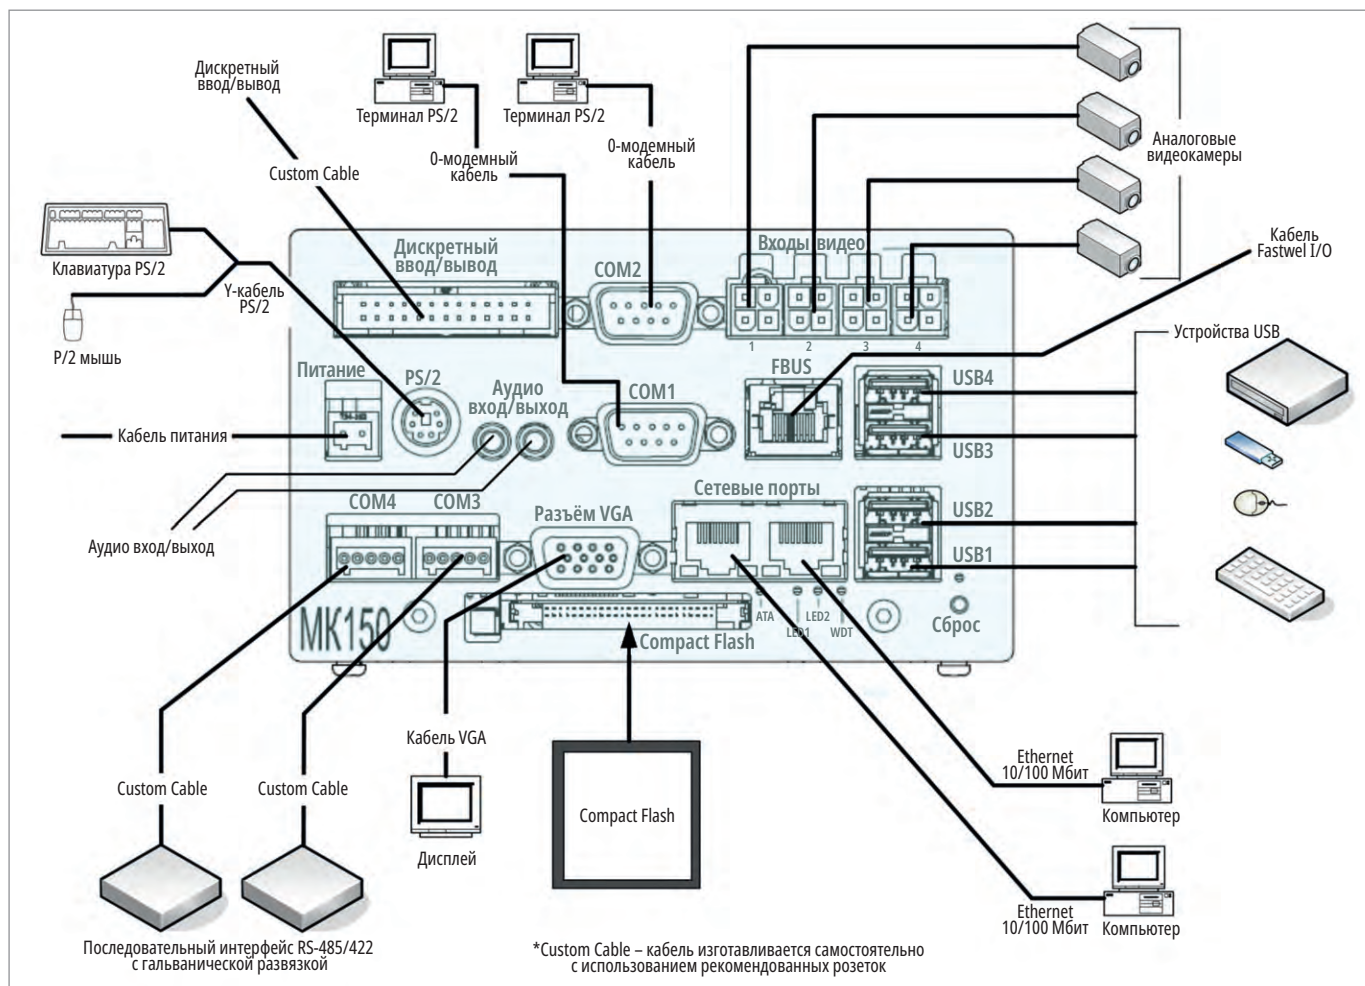 Дискретный
ввод/вывод
Custom Cable
Терминал PS/2
Терминал PS/2
0-модемный
кабель
0-модемный
кабель
Аналоговые
видеокамеры
Кабель
Fastwel I/O
Клавиатура PS/2
Y-кабель
PS/2
P/2 мышь
Дискретный
ввод/вывод
COM2
Входы видео
1
2
3
4
Устройства USB
Питание
PS/2
Аудио
вход/выход
COM1
FBUS
USB4
USB3
Кабель питания
COM4
COM3
Разъём VGA
Сетевые порты
USB2
USB1
Аудио вход/выход
МК150
Compact Flash
ATA
LED1
LED2
WDT
Сброс
Кабель VGA
Custom Cable
Custom Cable
Дисплей
Compact Flash
Ethernet
10/100 Мбит
Компьютер
Ethernet
10/100 Мбит
Компьютер
Последовательный интерфейс RS-485/422
с гальванической развязкой
*Custom Cable – кабель изготавливается самостоятельно
с использованием рекомендованных розеток